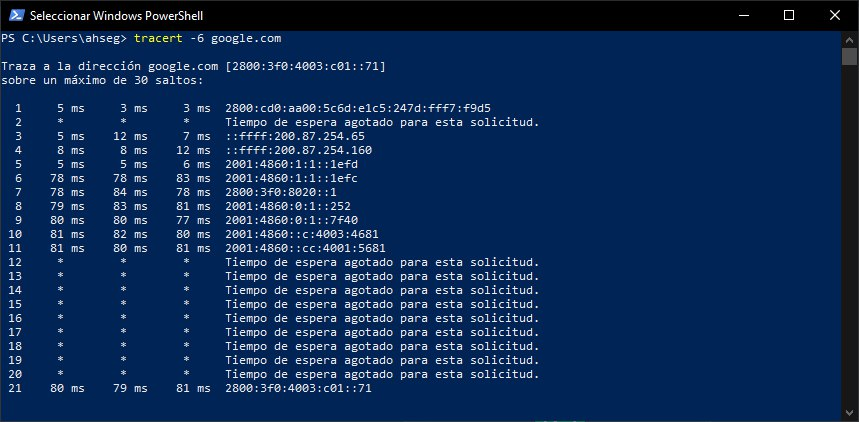 Seleccionar Windows PowerShell
PS C:\Users\ahseg> tracert -6 google.com
Traza a la dirección google.com [2800:3f0:4003:c01::71]
sobre un máximo de 30 saltos:
1 5 ms 3 ms 3 ms 2800:cd0:aa00:5c6d:e1c5:247d:fff7:f9d5
2 * * * Tiempo de espera agotado para esta solicitud.
3 5 ms 12 ms 7 ms ::ffff:200.87.254.65
4 8 ms 8 ms 12 ms ::ffff:200.87.254.160
5 5 ms 5 ms 6 ms 2001:4860:1:1::1efd
6 78 ms 78 ms 83 ms 2001:4860:1:1::1efc
7 78 ms 84 ms 78 ms 2800:3f0:8020::1
8 79 ms 83 ms 81 ms 2001:4860:0:1::252
9 80 ms 80 ms 77 ms 2001:4860:0:1::7f40
10 81 ms 82 ms 80 ms 2001:4860::c:4003:4681
11 81 ms 80 ms 81 ms 2001:4860::cc:4001:5681
12 * * * Tiempo de espera agotado para esta solicitud.
13 * * * Tiempo de espera agotado para esta solicitud.
14 * * * Tiempo de espera agotado para esta solicitud.
15 * * * Tiempo de espera agotado para esta solicitud.
16 * * * Tiempo de espera agotado para esta solicitud.
17 * * * Tiempo de espera agotado para esta solicitud.
18 * * * Tiempo de espera agotado para esta solicitud.
19 * * * Tiempo de espera agotado para esta solicitud.
20 * * * Tiempo de espera agotado para esta solicitud.
21 80 ms 79 ms 81 ms 2800:3f0:4003:c01::71